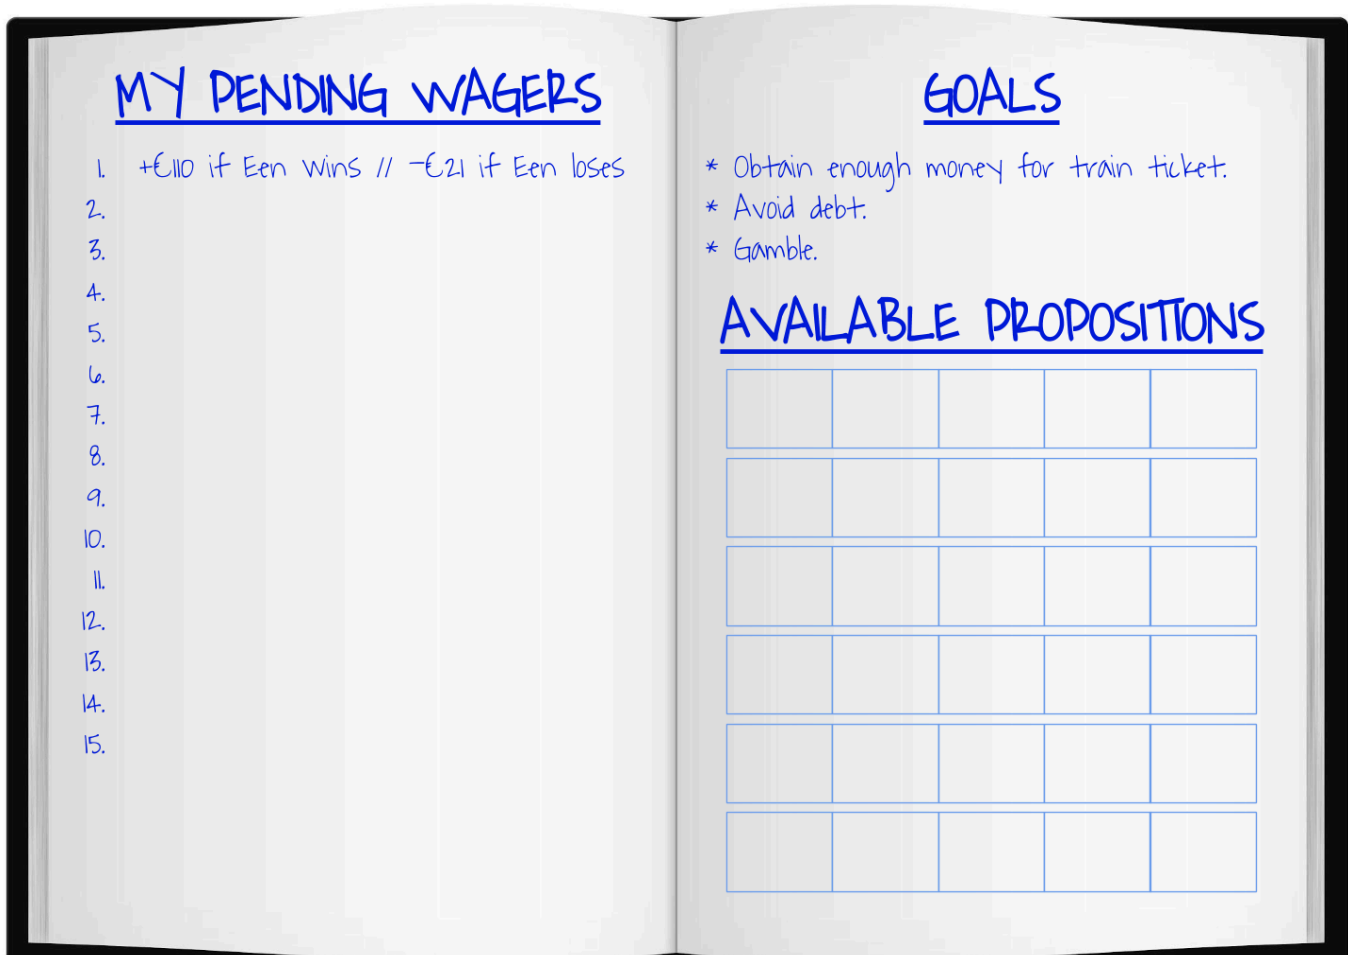 MY PENDING WAGERS
1. +€110 if Een wins // -€21 if Een loses
2.
3.
4.
5.
6.
7.
8.
9.
10.
11.
12.
13.
14.
15.
GOALS
* Obtain enough money for train ticket.
* Avoid debt.
* Gamble.
AVAILABLE PROPOSITIONS